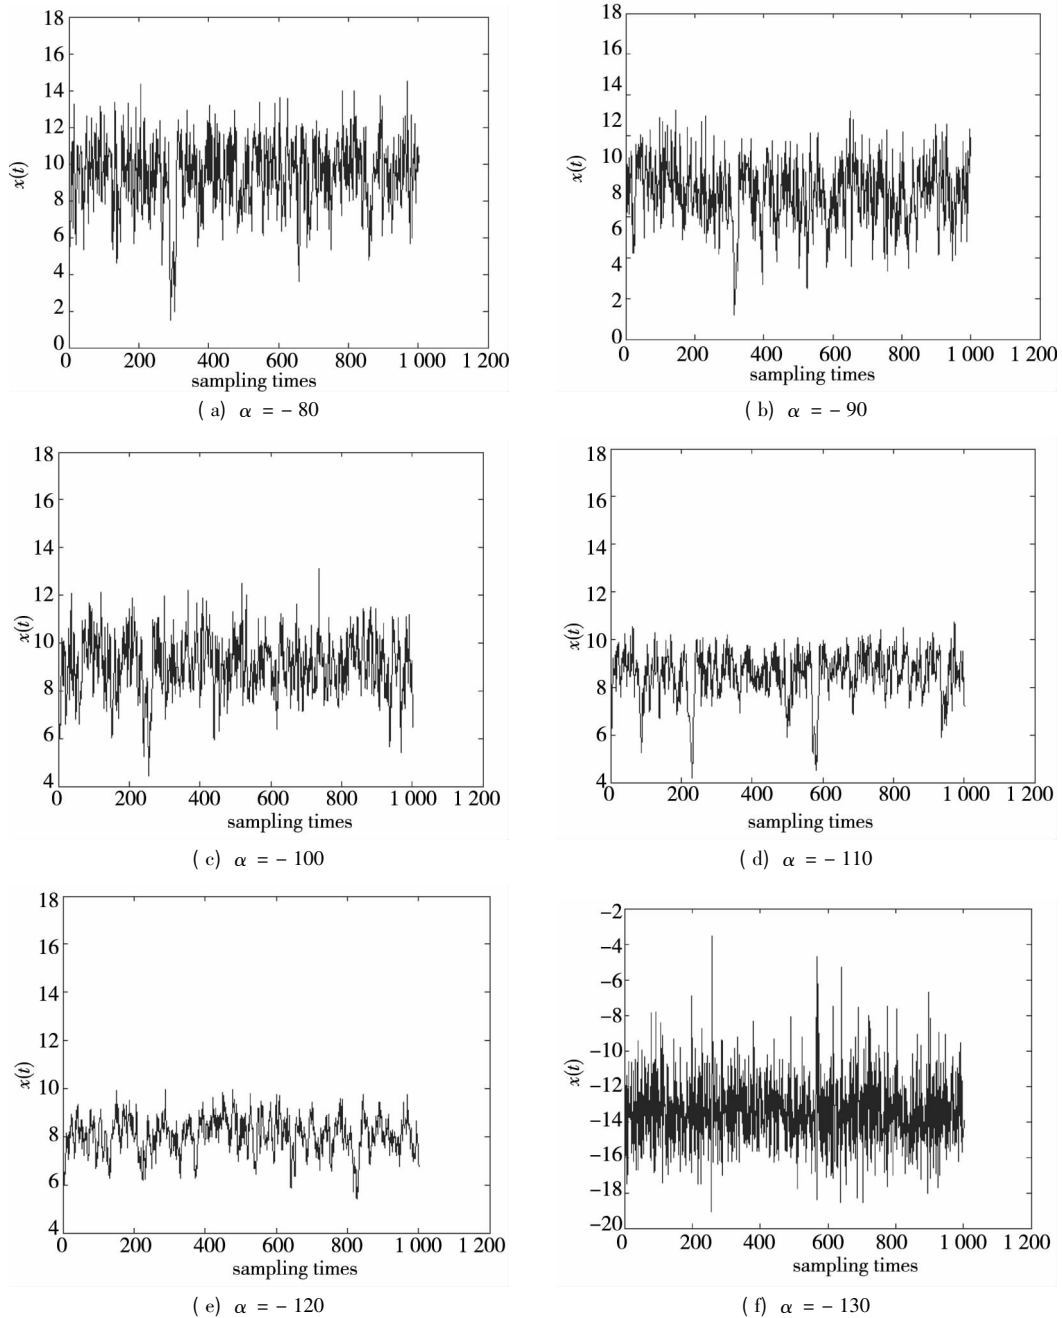 18
16
14
12
10
8
6
4
2
0
x(t)
0 200 400 600 800 1 000 1 200
sampling times
( a) α = – 80
18
16
14
12
10
8
6
4
2
0
x(t)
0 200 400 600 800 1 000 1 200
sampling times
( b) α = – 90
18
16
14
12
10
8
6
4
x(t)
0 200 400 600 800 1 000 1 200
sampling times
( c) α = – 100
18
16
14
12
10
8
6
4
x(t)
0 200 400 600 800 1 000 1 200
sampling times
( d) α = – 110
18
16
14
12
10
8
6
4
x(t)
0 200 400 600 800 1 000 1 200
sampling times
( e) α = – 120
–2
–4
–6
–8
–10
–12
–14
–16
–18
–20
x(t)
0 200 400 600 800 1 000 1 200
sampling times
( f) α = – 130